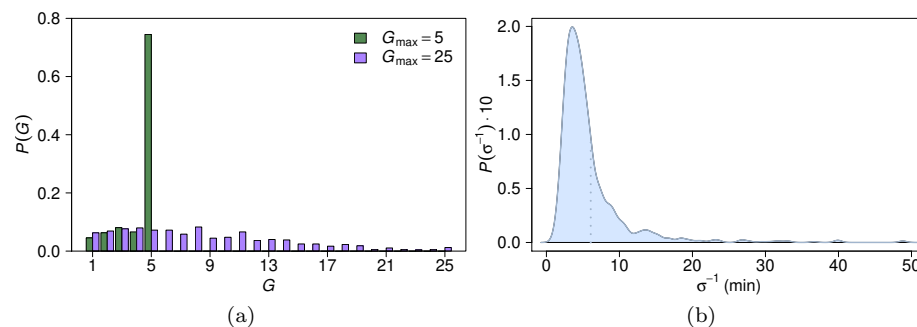 0.8
0.6
0.4
0.2
0.0
P(G)
G_max = 5
G_max = 25
1 5 9 13 17 21 25
G
(a)
2.0
1.5
1.0
0.5
0.0
P(σ⁻¹) · 10
0 10 20 30 40 50
σ⁻¹ (min)
(b)